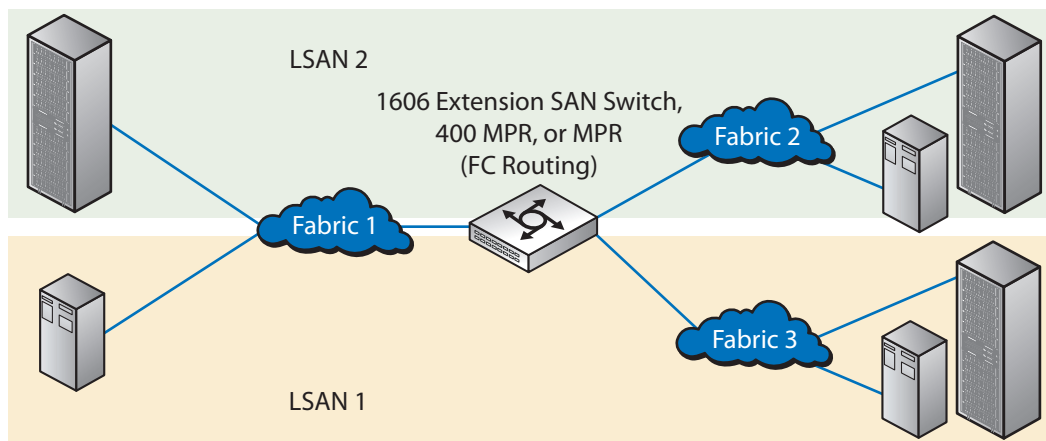 LSAN 2
1606 Extension SAN Switch,
400 MPR, or MPR
(FC Routing)
Fabric 2
Fabric 1
Fabric 3
LSAN 1